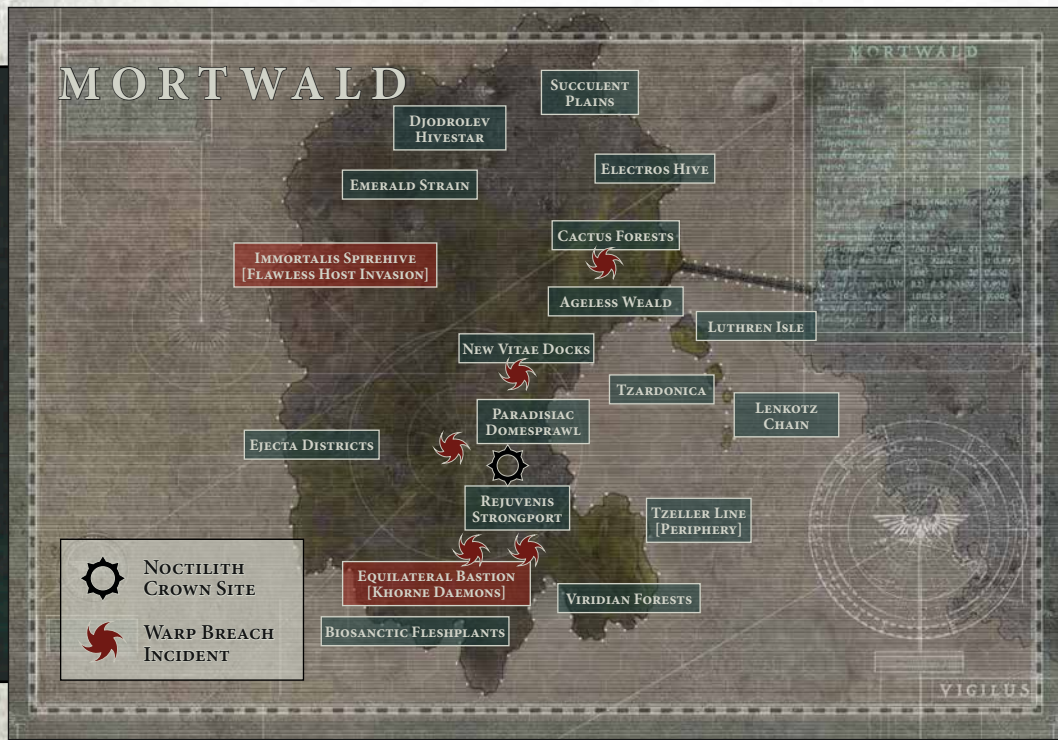 MORTWALD
MORTWALD
SUCCULENT
PLAINS
DJODROLEV
HIVESTAR
ELECTROS HIVE
EMERALD STRAIN
CACTUS FORESTS
IMMORTALIS SPIREHIVE
[FLAWLESS HOST INVASION]
AGELESS WEALD
LUTHREN ISLE
NEW VITAE DOCKS
TZARDONICA
LENKOTZ
CHAIN
PARADISIAC
DOMESPRAWL
EJECTA DISTRICTS
REJUVENIS
STRONGPORT
TZELLER LINE
[PERIPHERY]
EQUILATERAL BASTION
[KHORNE DAEMONS]
VIRIDIAN FORESTS
BIOSANCTIC FLESHPLANTS
NOCTILITH
CROWN SITE
WARP BREACH
INCIDENT
VIGILUS